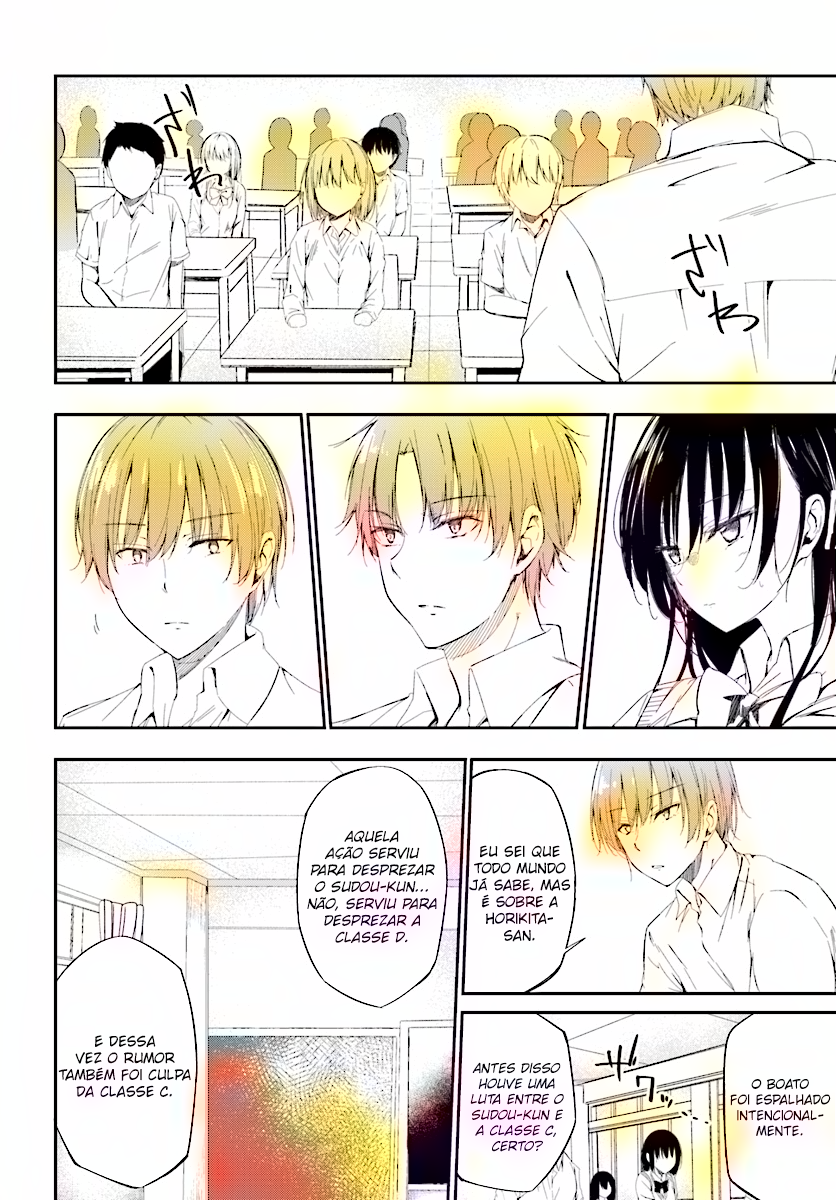 ざわ
ざわ
EU SEI QUE
TODO MUNDO
JÁ SABE, MAS
É SOBRE A
HORIKITA-
SAN.
O BOATO
FOI ESPALHADO
INTENCIONAL-
MENTE.
ザワッ
ANTES DISSO
HOUVE UMA
LUTA ENTRE O
SUDOU-KUN E
A CLASSE C,
CERTO?
AQUELA
AÇÃO SERVIU
PARA DESPREZAR
O SUDOU-KUN...
NÃO, SERVIU PARA
DESPREZAR A
CLASSE D.
E DESSA
VEZ O RUMOR
TAMBÉM FOI CULPA
DA CLASSE C.